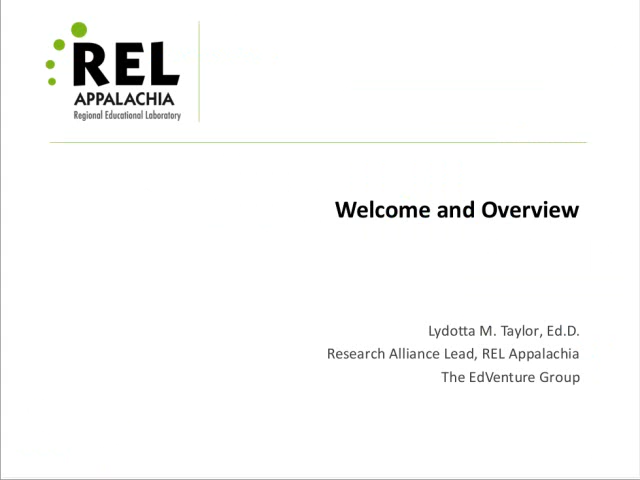 REL
APPALACHIA
Regional Educational Laboratory
Welcome and Overview
Lydotta M. Taylor, Ed.D.
Research Alliance Lead, REL Appalachia
The EdVenture Group